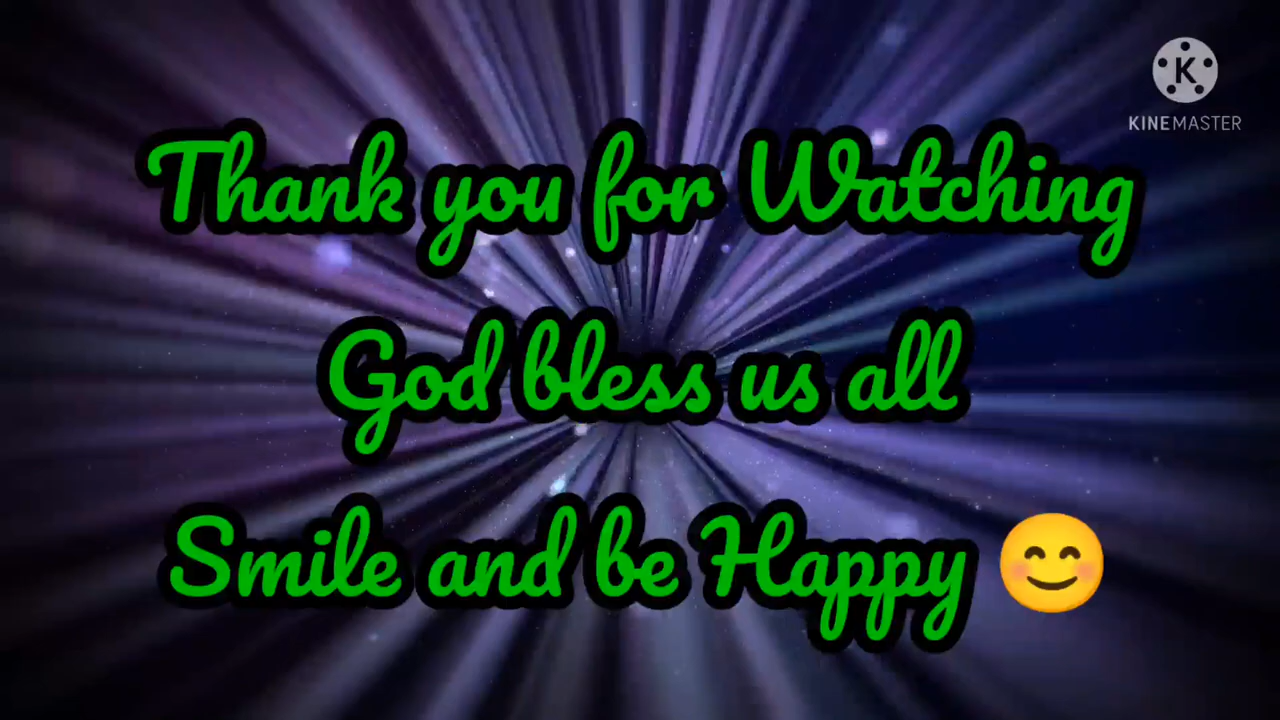 K
KINEMASTER
Thank you for Watching
God bless us all
Smile and be Happy 😊